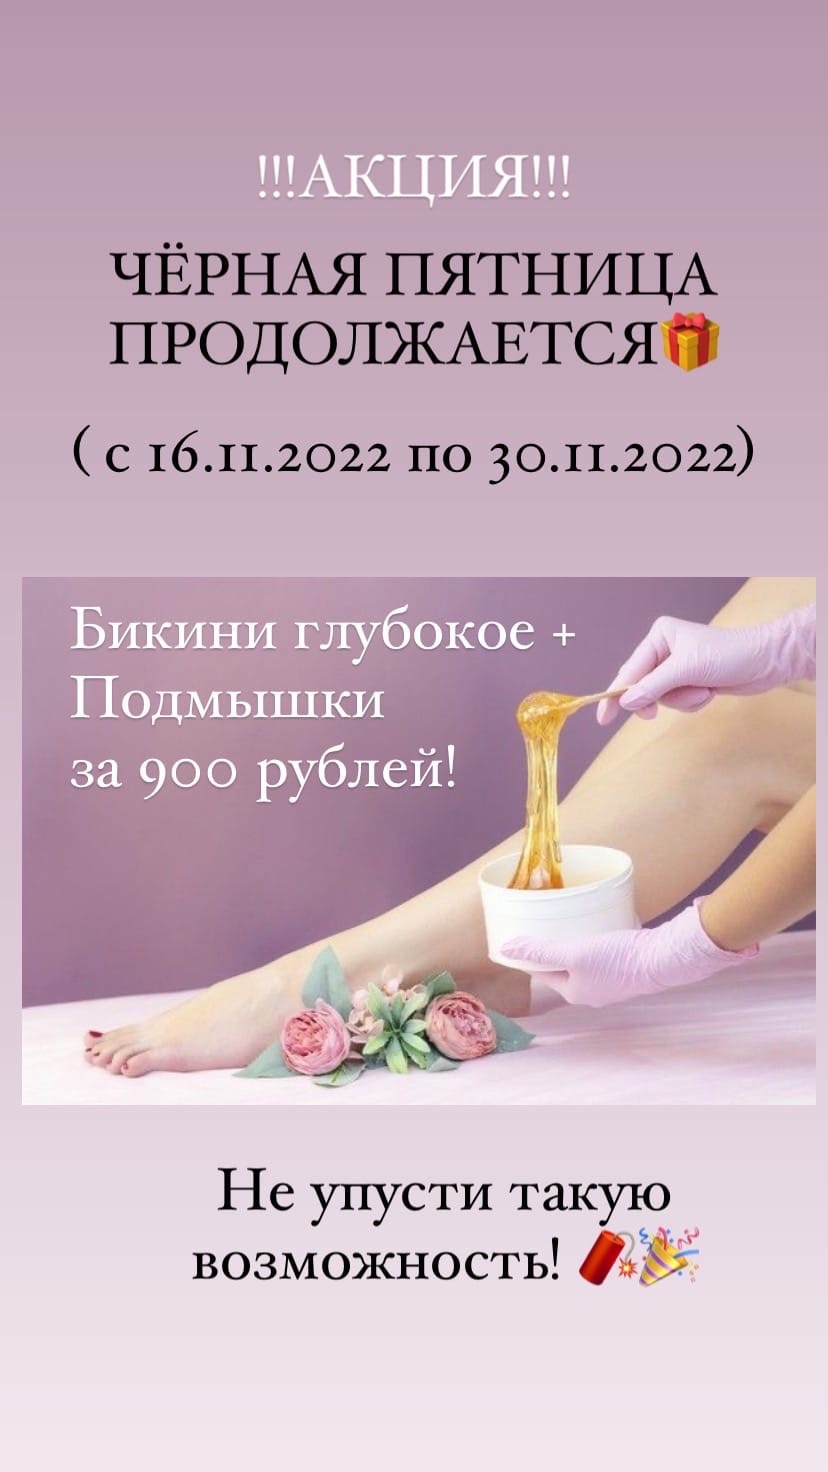 !!!АКЦИЯ!!!
ЧЁРНАЯ ПЯТНИЦА
ПРОДОЛЖАЕТСЯ🎁
( с 16.11.2022 по 30.11.2022)
Бикини глубокое +
Подмышки
за 900 рублей!
Не упусти такую
возможность! 🧨🎉